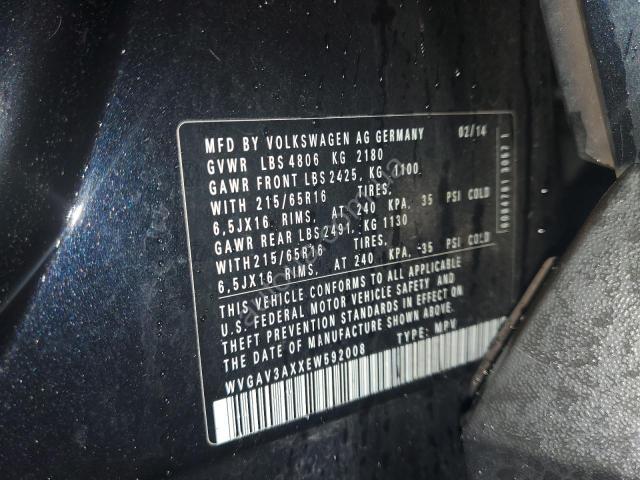 MFD BY VOLKSWAGEN AG GERMANY 02/14
GVWR LBS 4806 KG 2180
GAWR FRONT LBS 2425, KG 1100
WITH 215/65R16 TIRES,
6,5JX16 RIMS, AT 240 KPA, 35 PSI COLD
GAWR REAR LBS 2491, KG 1130
WITH215/65R16 TIRES,
6,5JX16 RIMS, AT 240 KPA, 35 PSI COLD
THIS VEHICLE CONFORMS TO ALL APPLICABLE
U.S. FEDERAL MOTOR VEHICLE SAFETY AND
THEFT PREVENTION STANDARDS IN EFFECT ON
THE DATE OF MANUFACTURE SHOWN ABOVE.
WVGAV3AXXEW592008 TYPE: MPV